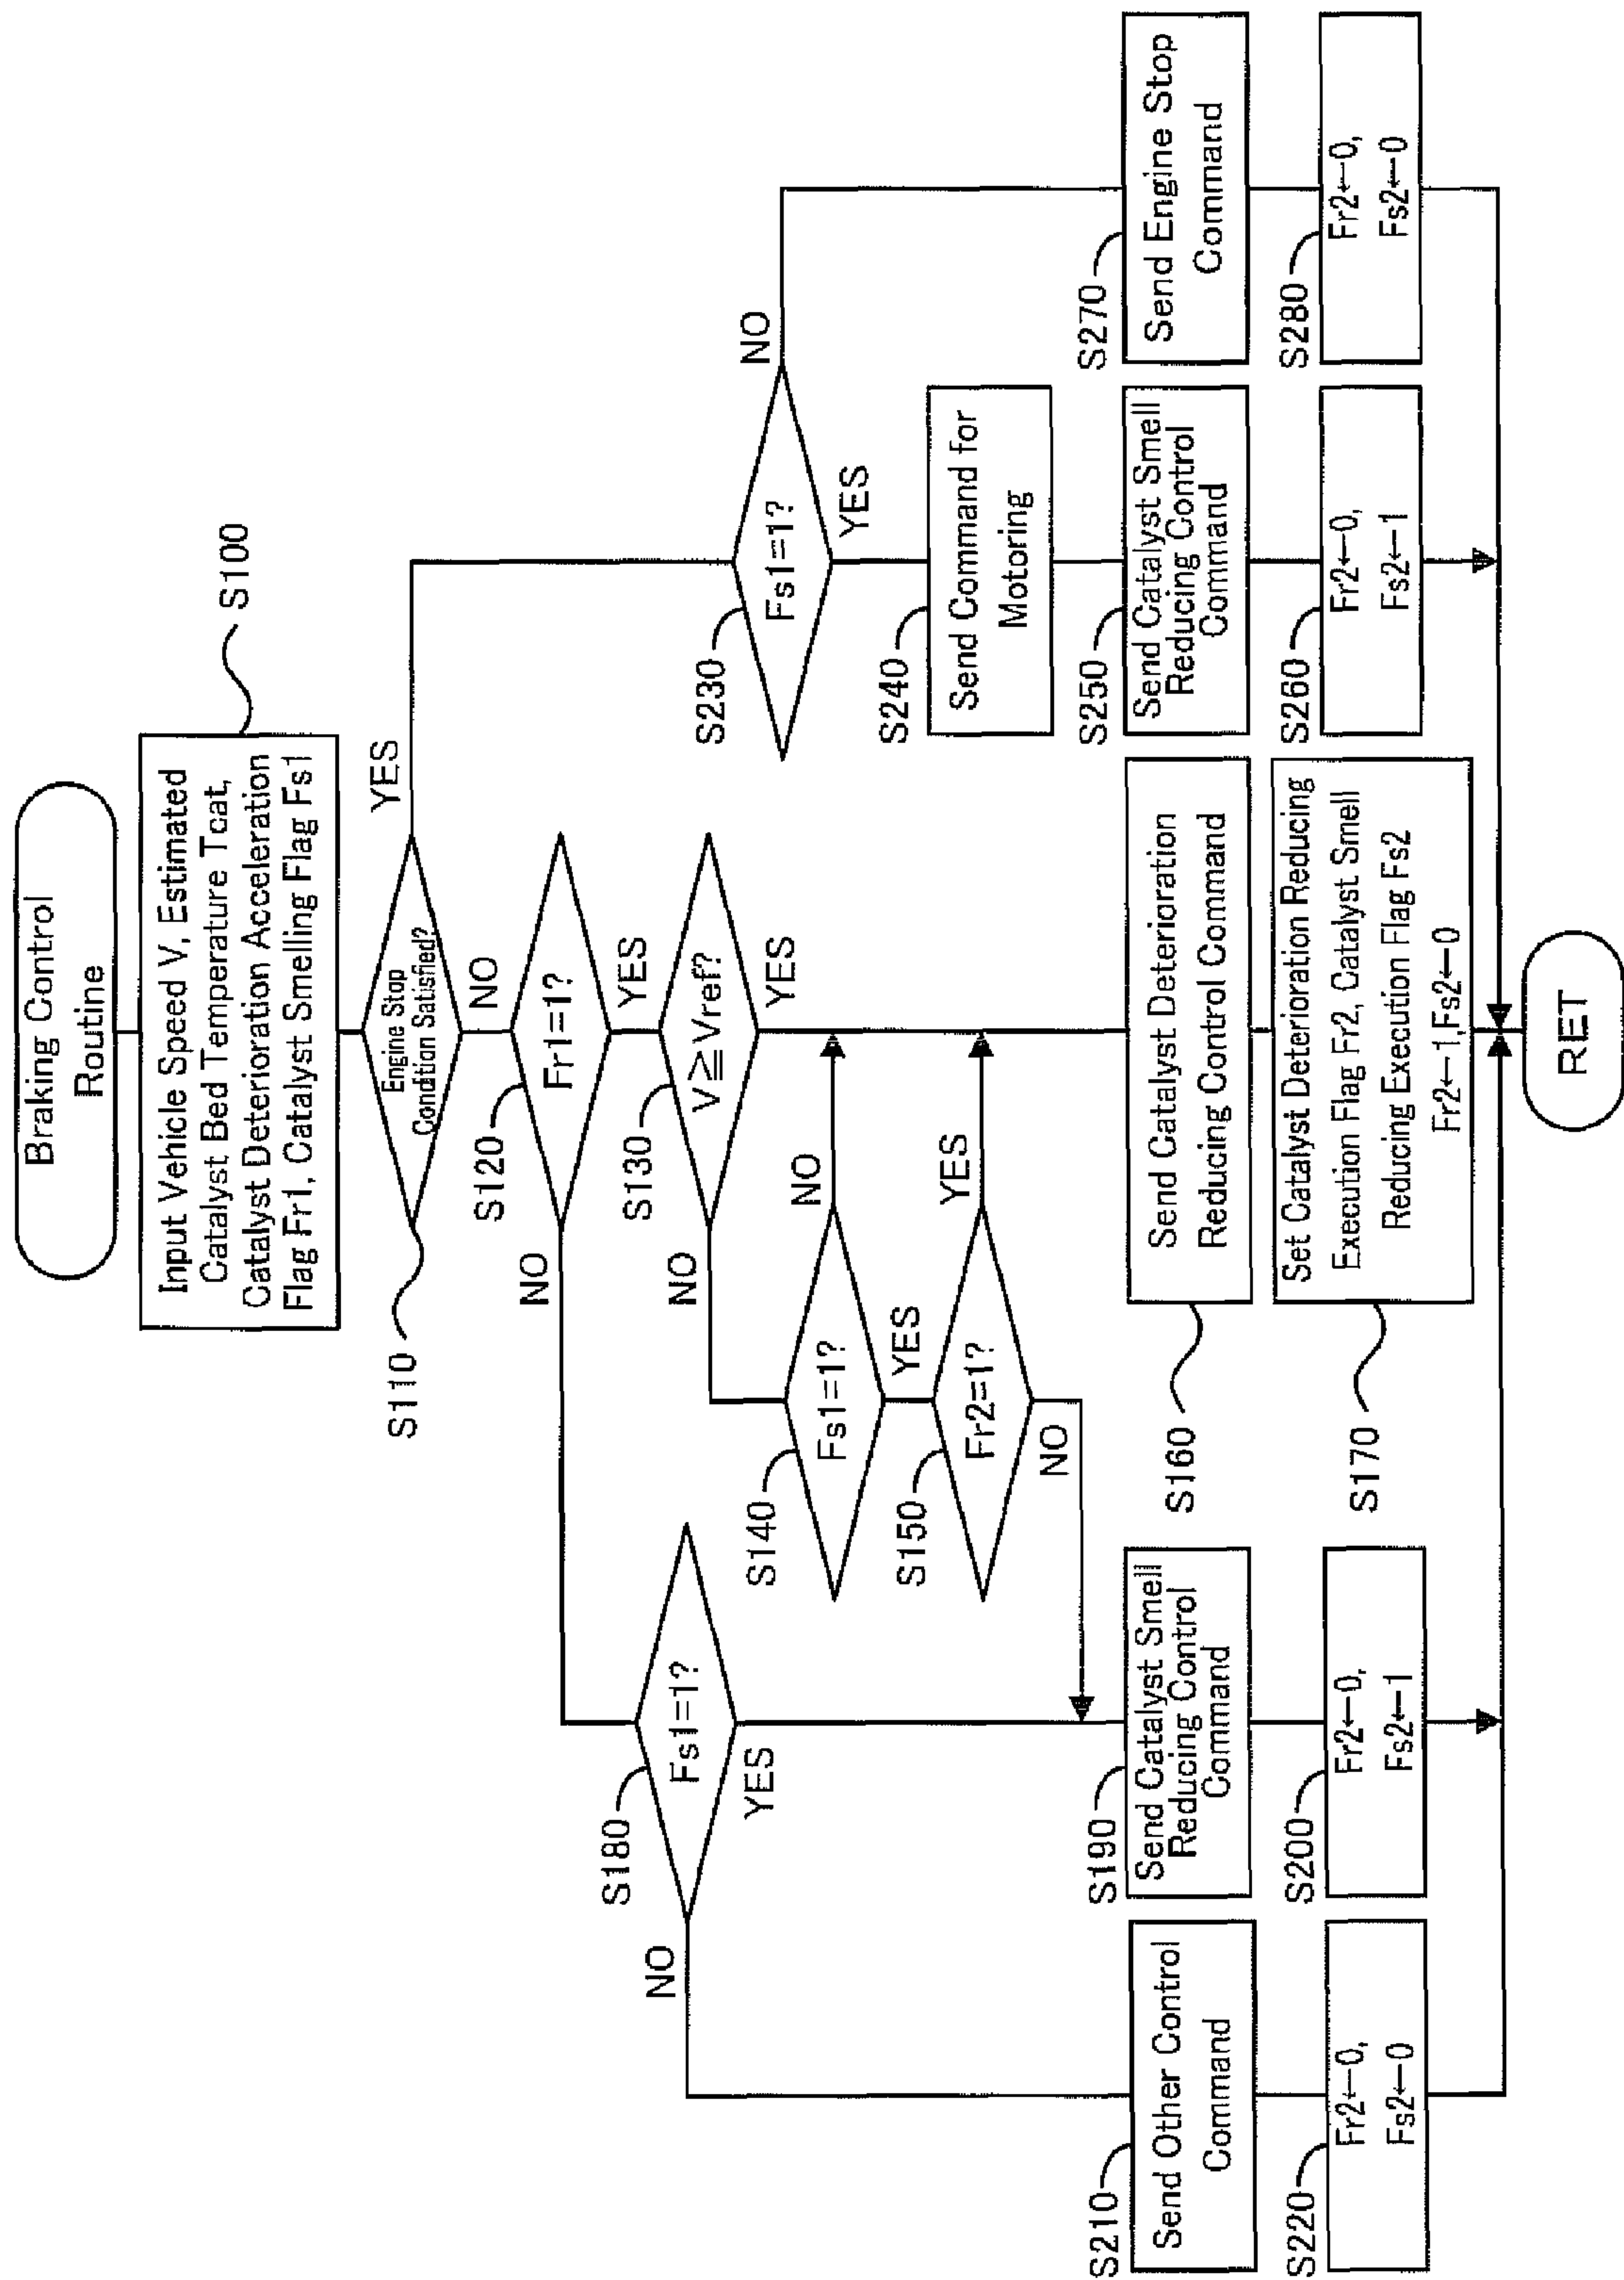 Braking Control
Routine
Input Vehicle Speed V, Estimated
Catalyst Bed Temperature Tcat,
Catalyst Deterioration Acceleration
Flag Fr1, Catalyst Smelling Flag Fs1
S100
Engine Stop
Condition Satisfied?
S110
YES
NO
S120
Fr1=1?
NO
YES
S130
V≧Vref?
NO
YES
S140
Fs1=1?
NO
YES
S150
Fr2=1?
YES
NO
Send Catalyst Deterioration
Reducing Control Command
S160
Set Catalyst Deterioration Reducing
Execution Flag Fr2, Catalyst Smell
Reducing Execution Flag Fs2
Fr2←1,Fs2←0
S170
S180
Fs1=1?
NO
YES
S190
Send Catalyst Smell
Reducing Control
Command
S200
Fr2←0,
Fs2←1
S210
Send Other Control
Command
S220
Fr2←0,
Fs2←0
S230
Fs1=1?
NO
YES
S240
Send Command for
Motoring
S250
Send Catalyst Smell
Reducing Control
Command
S260
Fr2←0,
Fs2←1
S270
Send Engine Stop
Command
S280
Fr2←0,
Fs2←0
RET